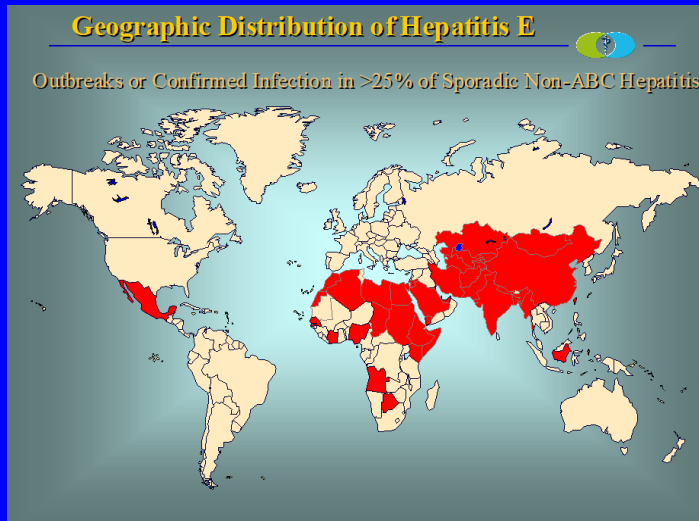 Geographic Distribution of Hepatitis E
Outbreaks or Confirmed Infection in >25% of Sporadic Non-ABC Hepatitis